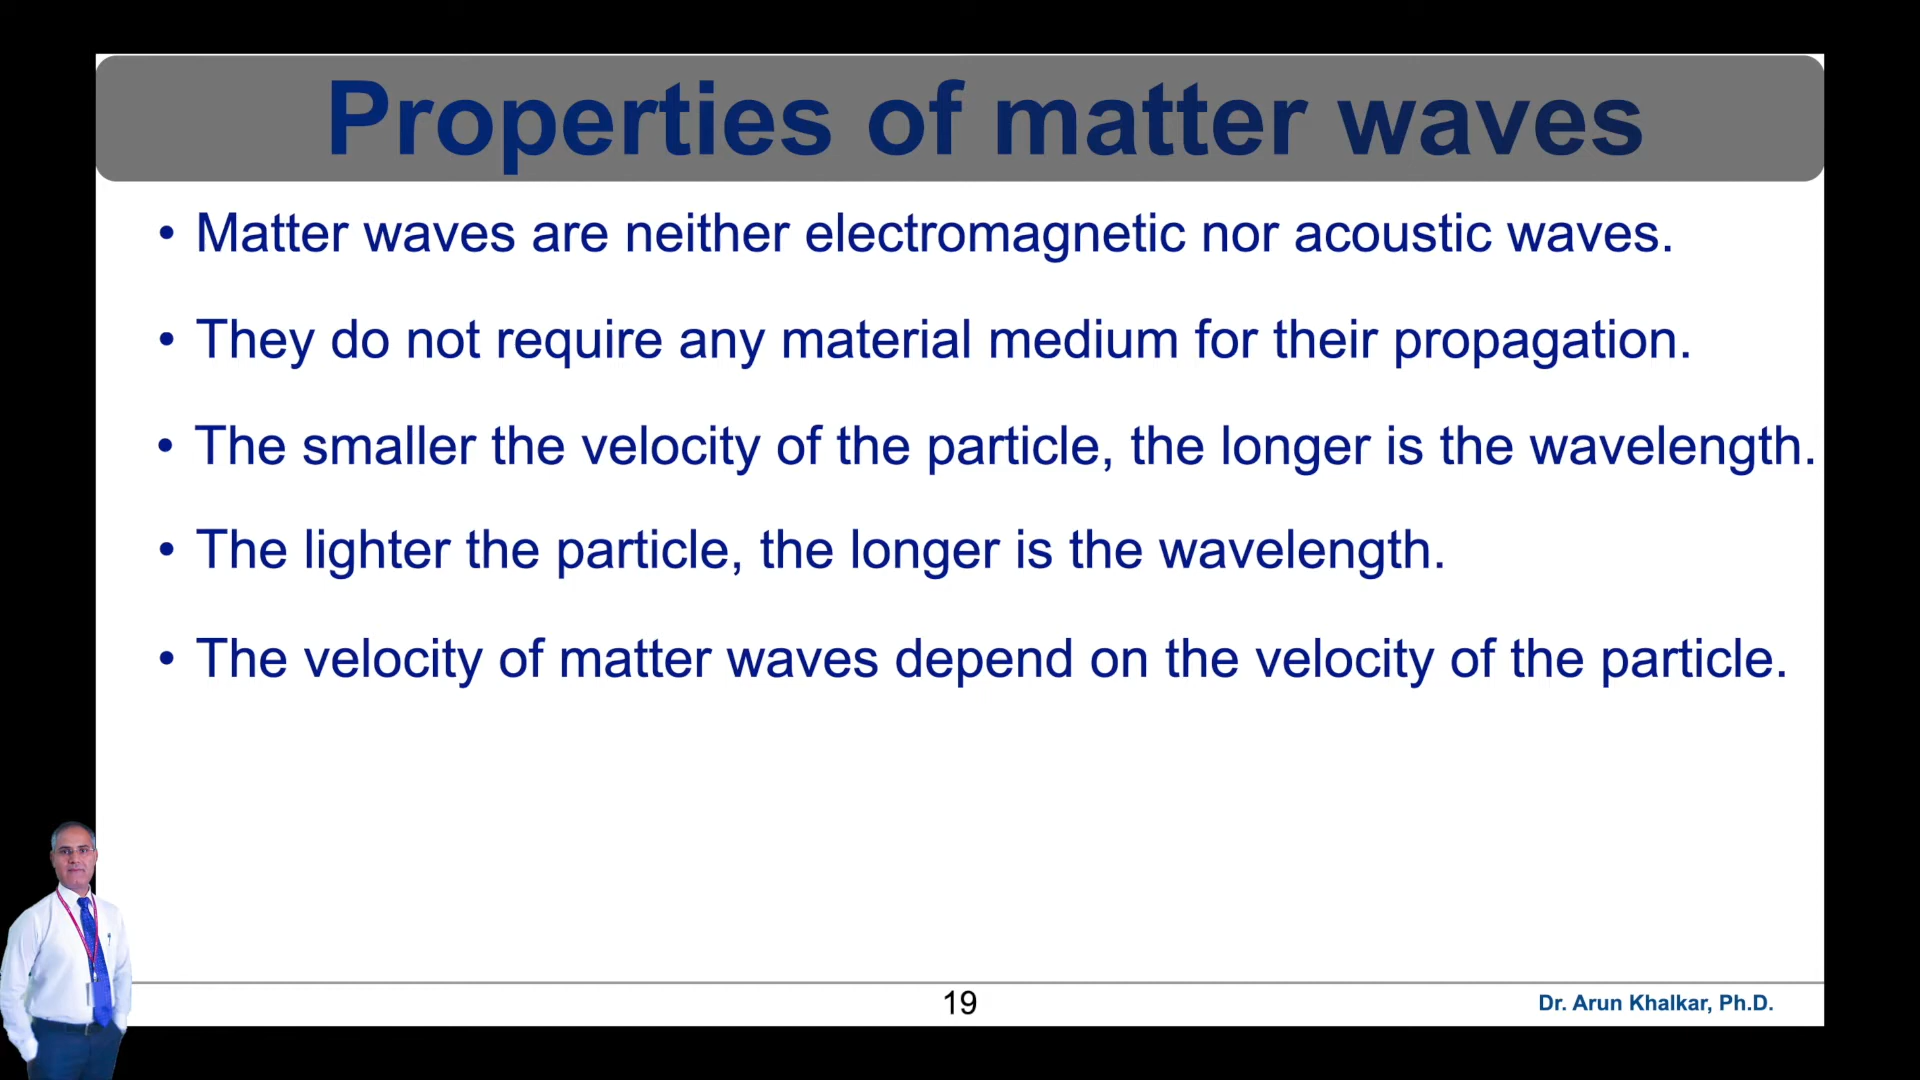 Properties of matter waves
• Matter waves are neither electromagnetic nor acoustic waves.
• They do not require any material medium for their propagation.
• The smaller the velocity of the particle, the longer is the wavelength.
• The lighter the particle, the longer is the wavelength.
• The velocity of matter waves depend on the velocity of the particle.
19
Dr. Arun Khalkar, Ph.D.